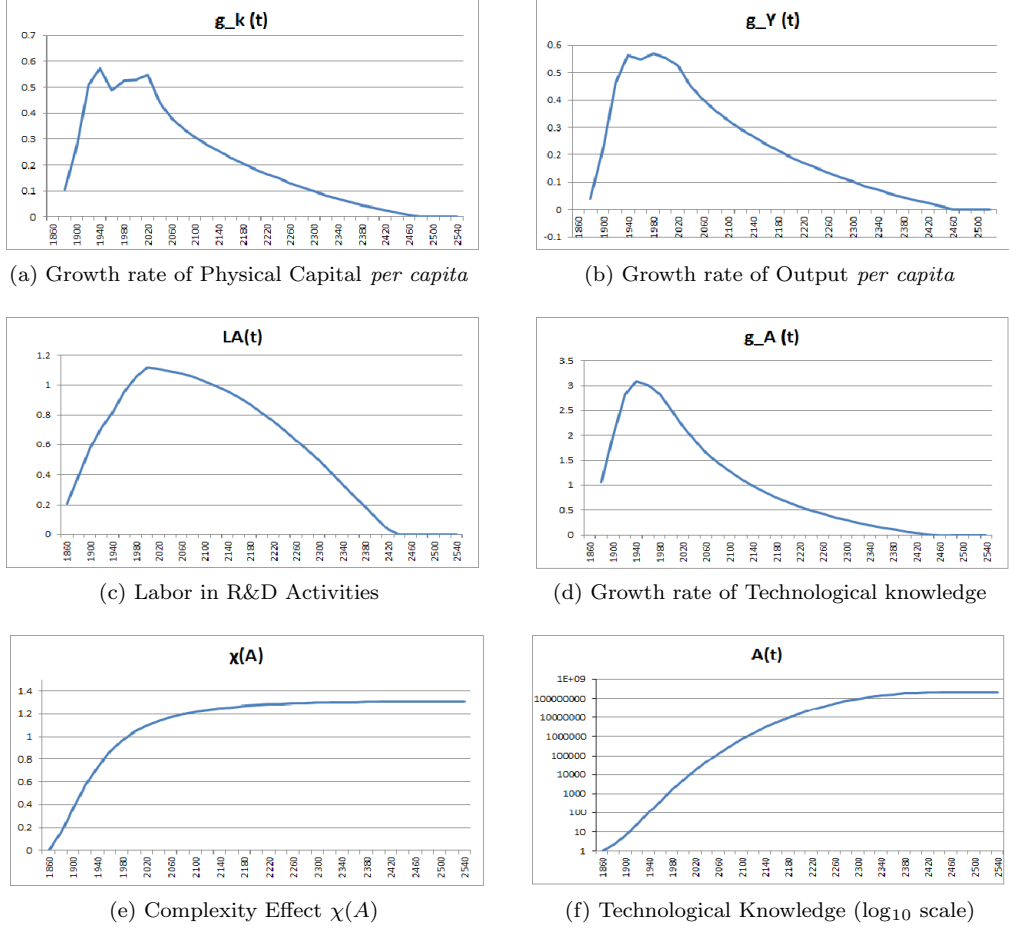 g_k (t)
0.7
0.6
0.5
0.4
0.3
0.2
0.1
0
1860 1900 1940 1980 2020 2060 2100 2140 2180 2220 2260 2300 2340 2380 2420 2460 2500 2540
(a) Growth rate of Physical Capital per capita
g_Y (t)
0.6
0.5
0.4
0.3
0.2
0.1
0
-0.1
1860 1900 1940 1980 2020 2060 2100 2140 2180 2220 2260 2300 2340 2380 2420 2460 2500
(b) Growth rate of Output per capita
LA(t)
1.2
1
0.8
0.6
0.4
0.2
0
1860 1900 1940 1980 2020 2060 2100 2140 2180 2220 2260 2300 2340 2380 2420 2460 2500 2540
(c) Labor in R&D Activities
g_A (t)
3.5
3
2.5
2
1.5
1
0.5
0
1860 1900 1940 1980 2020 2060 2100 2140 2180 2220 2260 2300 2340 2380 2420 2460 2500 2540
(d) Growth rate of Technological knowledge
χ(A)
1.4
1.2
1
0.8
0.6
0.4
0.2
0
1860 1900 1940 1980 2020 2060 2100 2140 2180 2220 2260 2300 2340 2380 2420 2460 2500 2540
(e) Complexity Effect χ(A)
A(t)
1E+09
100000000
10000000
1000000
100000
10000
1000
100
10
1
1860 1900 1940 1980 2020 2060 2100 2140 2180 2220 2260 2300 2340 2380 2420 2460 2500 2540
(f) Technological Knowledge (log₁₀ scale)